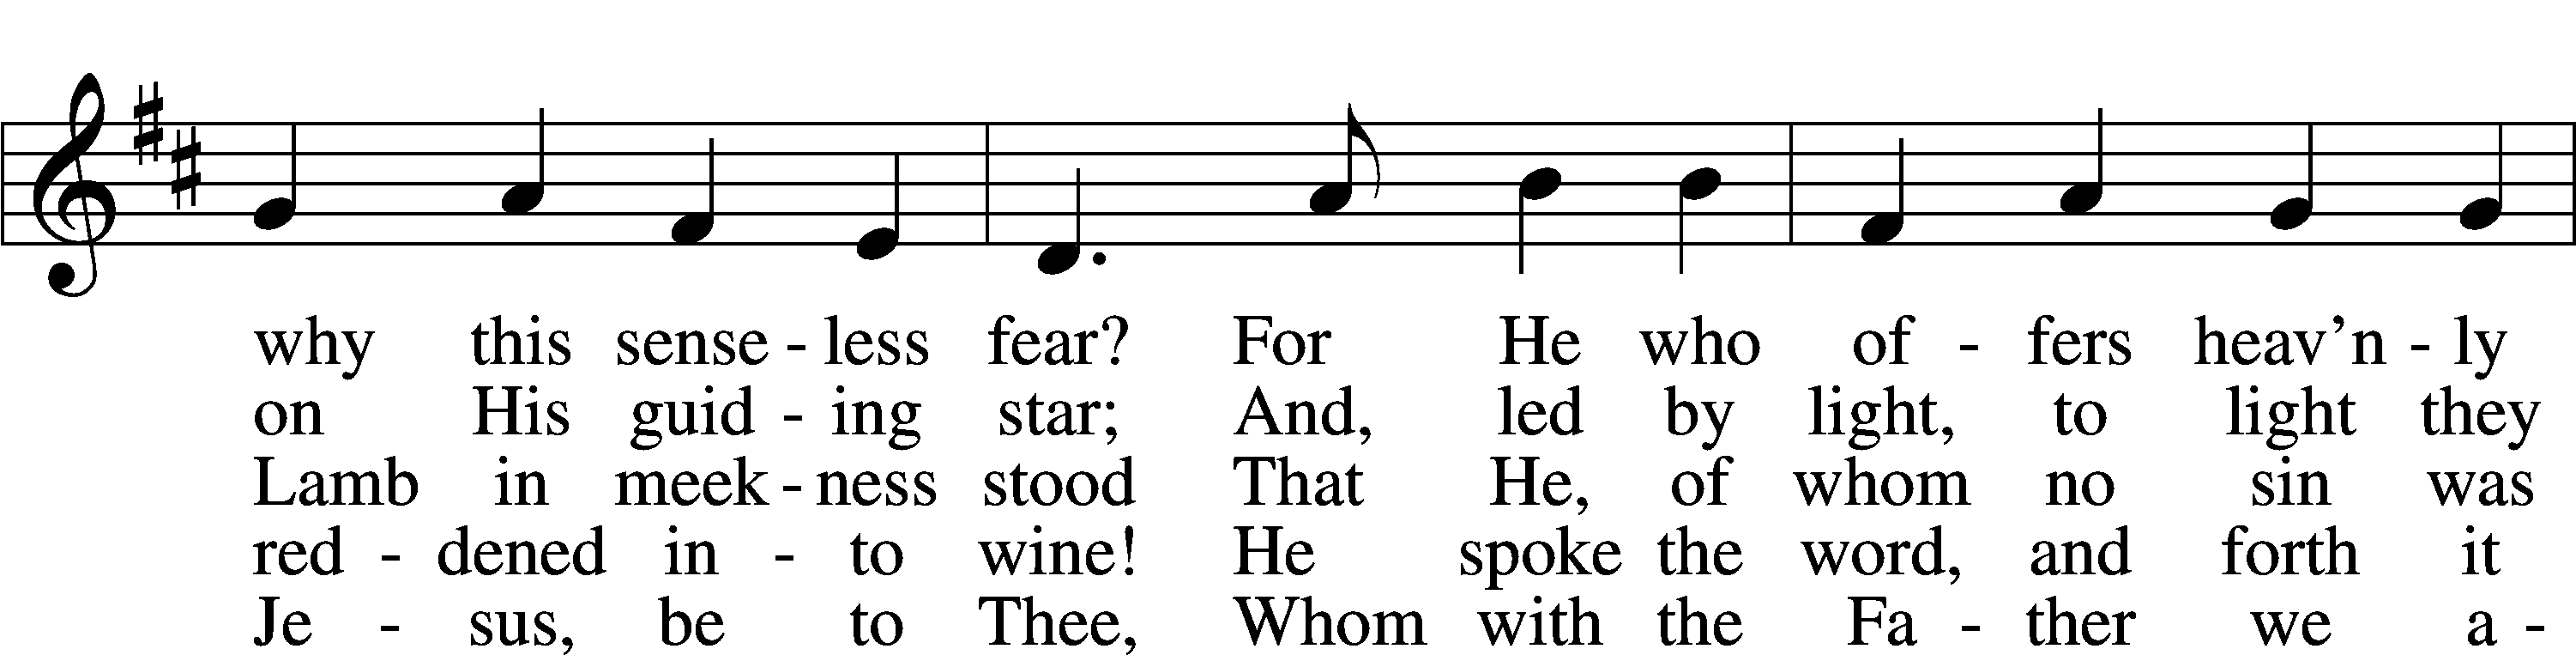 why this sense - less fear? For He who of - fers heav’n - ly
on His guid - ing star; And, led by light, to light they
Lamb in meek - ness stood That He, of whom no sin was
red - dened in - to wine! He spoke the word, and forth it
Je - sus, be to Thee, Whom with the Fa - ther we a -